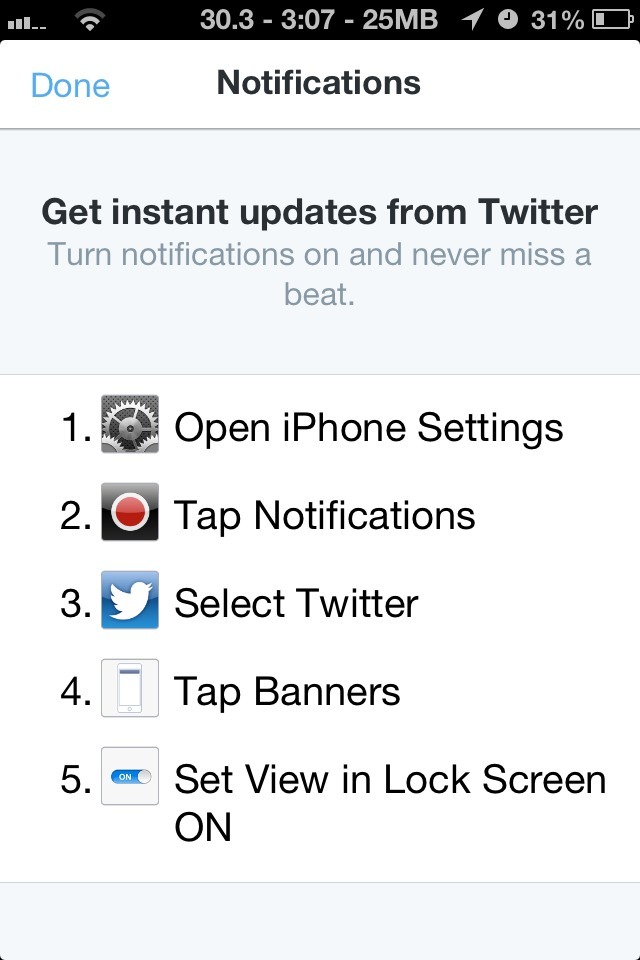 30.3 - 3:07 - 25MB 31%
Done Notifications
Get instant updates from Twitter
Turn notifications on and never miss a
beat.
1. Open iPhone Settings
2. Tap Notifications
3. Select Twitter
4. Tap Banners
5. ON Set View in Lock Screen
ON